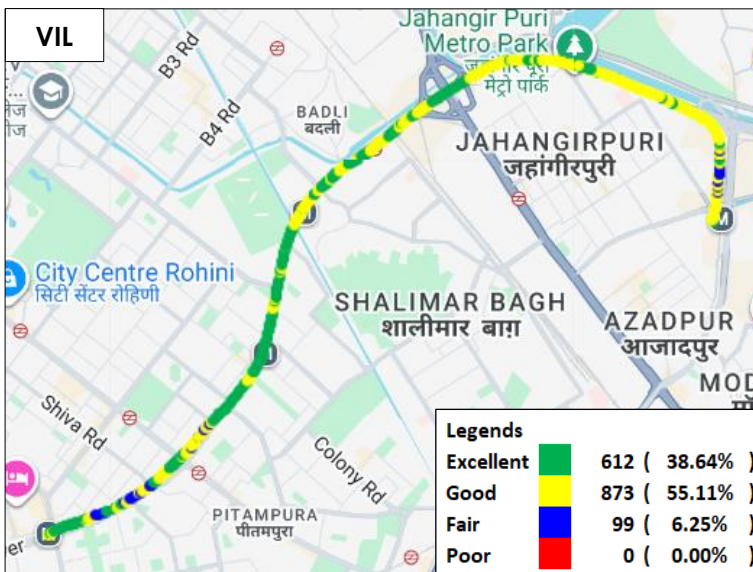 VIL
Jahangir Puri
Metro Park
जहांगीर पूरी
मेट्रो पार्क
B3 Rd
B4 Rd
BADLI
बदली
JAHANGIRPURI
जहांगीरपुरी
M
City Centre Rohini
सिटी सेंटर रोहिणी
SHALIMAR BAGH
शालीमार बाग़
AZADPUR
आजादपुर
MOD
Shiva Rd
Colony Rd
PITAMPURA
पीतमपुरा
Legends
Excellent 612 ( 38.64% )
Good 873 ( 55.11% )
Fair 99 ( 6.25% )
Poor 0 ( 0.00% )